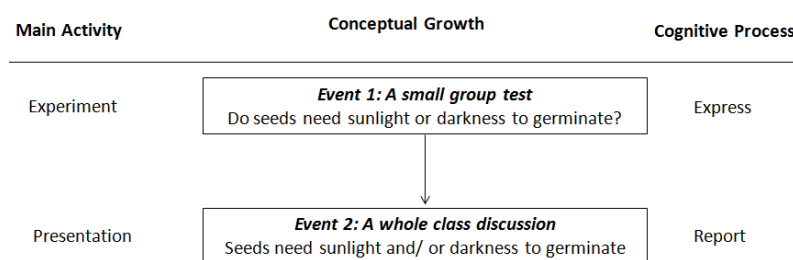 Main Activity Conceptual Growth Cognitive Process
Event 1: A small group test
Experiment Do seeds need sunlight or darkness to germinate? Express
Event 2: A whole class discussion
Presentation Seeds need sunlight and/ or darkness to germinate Report